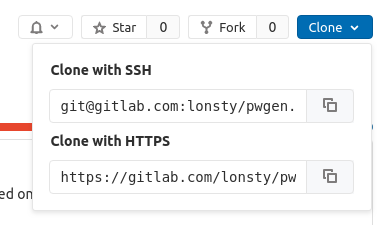 Star 0 Fork 0 Clone
Clone with SSH
git@gitlab.com:lonsty/pwgen.
Clone with HTTPS
https://gitlab.com/lonsty/pw
ed on